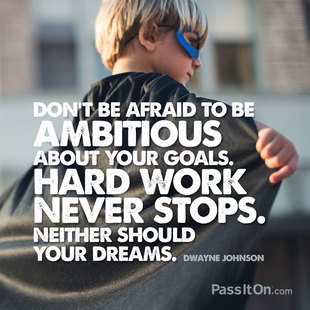 DON'T BE AFRAID TO BE
AMBITIOUS
ABOUT YOUR GOALS.
HARD WORK
NEVER STOPS.
NEITHER SHOULD
YOUR DREAMS. DWAYNE JOHNSON
PassItOn.com